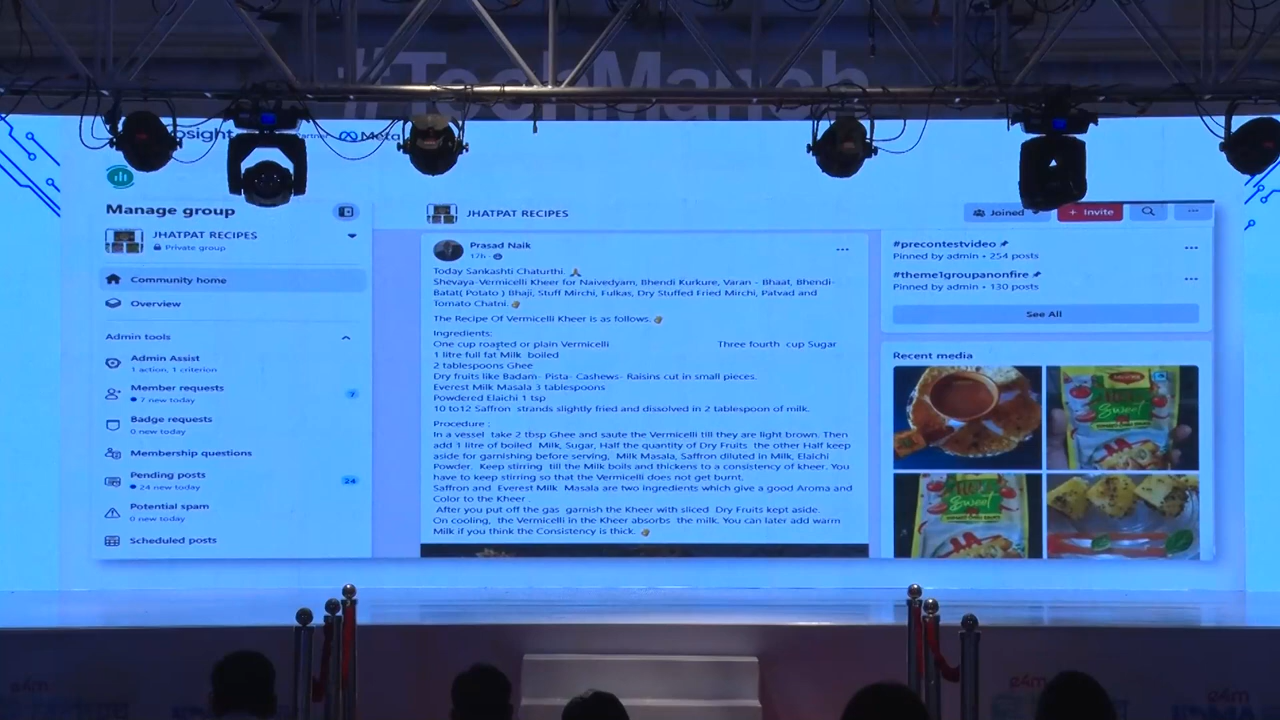 #TechManch
Meta
Manage group
JHATPAT RECIPES
Private group
Community home
Overview
Admin tools
Admin Assist
1 action, 1 criterion
Member requests
7 new today
7
Badge requests
0 new today
Membership questions
Pending posts
24 new today
24
Potential spam
0 new today
Scheduled posts
JHATPAT RECIPES
Joined
+ Invite
Prasad Naik
17h
Today Sankashti Chaturthi.
Shevaya-Vermicelli Kheer for Naivedyam, Bhendi Kurkure, Varan - Bhaat, Bhendi-
Batat( Potato ) Bhaji, Stuff Mirchi, Fulkas, Dry Stuffed Fried Mirchi, Patvad and
Tomato Chatni.
The Recipe Of Vermicelli Kheer is as follows.
Ingredients:
One cup roasted or plain Vermicelli Three fourth cup Sugar
1 litre full fat Milk boiled
2 tablespoons Ghee
Dry fruits like Badam- Pista- Cashews- Raisins cut in small pieces.
Everest Milk Masala 3 tablespoons
Powdered Elaichi 1 tsp
10 to12 Saffron strands slightly fried and dissolved in 2 tablespoon of milk.
Procedure :
In a vessel take 2 tbsp Ghee and saute the Vermicelli till they are light brown. Then
add 1 litre of boiled Milk, Sugar, Half the quantity of Dry Fruits the other Half keep
aside for garnishing before serving, Milk Masala, Saffron diluted in Milk, Elaichi
Powder. Keep stirring till the Milk boils and thickens to a consistency of kheer. You
have to keep stirring so that the Vermicelli does not get burnt.
Saffron and Everest Milk Masala are two ingredients which give a good Aroma and
Color to the Kheer .
After you put off the gas garnish the Kheer with sliced Dry Fruits kept aside.
On cooling, the Vermicelli in the Kheer absorbs the milk. You can later add warm
Milk if you think the Consistency is thick.
#precontestvideo
Pinned by admin • 254 posts
#theme1groupanonfire
Pinned by admin • 130 posts
See All
Recent media
Sweet
Sweet
e4m
e4m
e4m